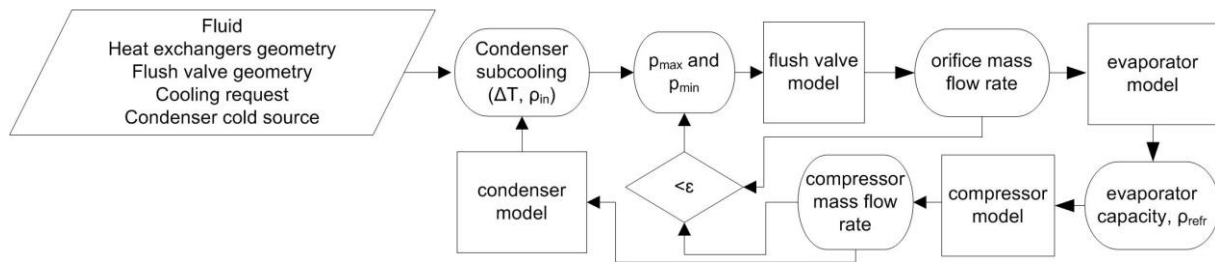 Fluid
Heat exchangers geometry
Flush valve geometry
Cooling request
Condenser cold source
Condenser
subcooling
(ΔT, ρin)
pmax and
pmin
flush valve
model
orifice mass
flow rate
evaporator
model
condenser
model
<ε
compressor
mass flow
rate
compressor
model
evaporator
capacity, ρrefr